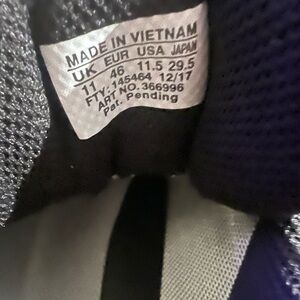 MADE IN VIETNAM
UK EUR USA JAPAN
11 46 11.5 29.5
FTY:145464 12/17
ART NO.366996
Pat. Pending